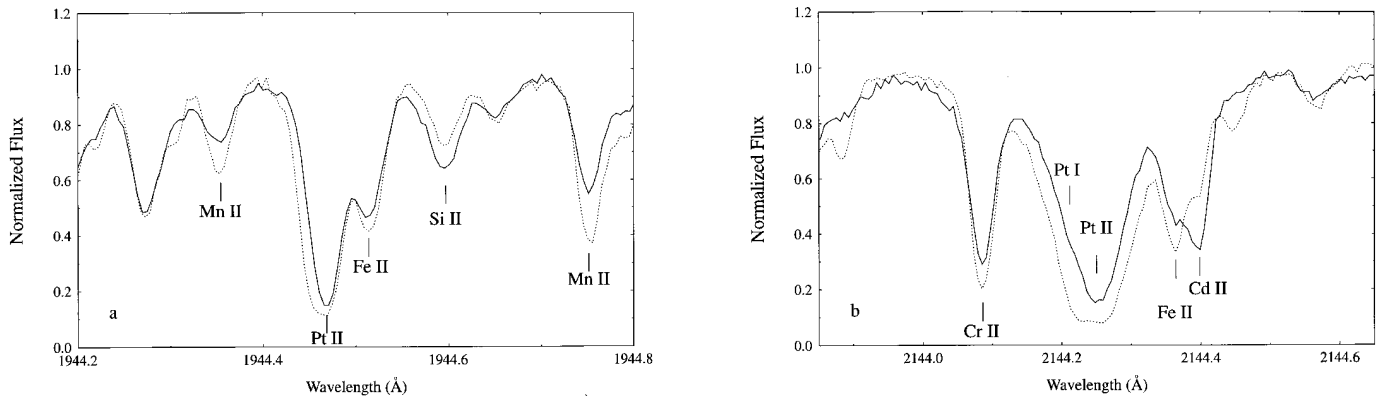 1.2
1.0
0.8
0.6
0.4
0.2
0.0
Normalized Flux
Mn II
Pt II
Fe II
Si II
Mn II
a
1944.2
1944.4
1944.6
1944.8
Wavelength (Å)
1.2
1.0
0.8
0.6
0.4
0.2
0.0
Normalized Flux
Pt I
Pt II
Cr II
Fe II
Cd II
b
2144.0
2144.2
2144.4
2144.6
Wavelength (Å)